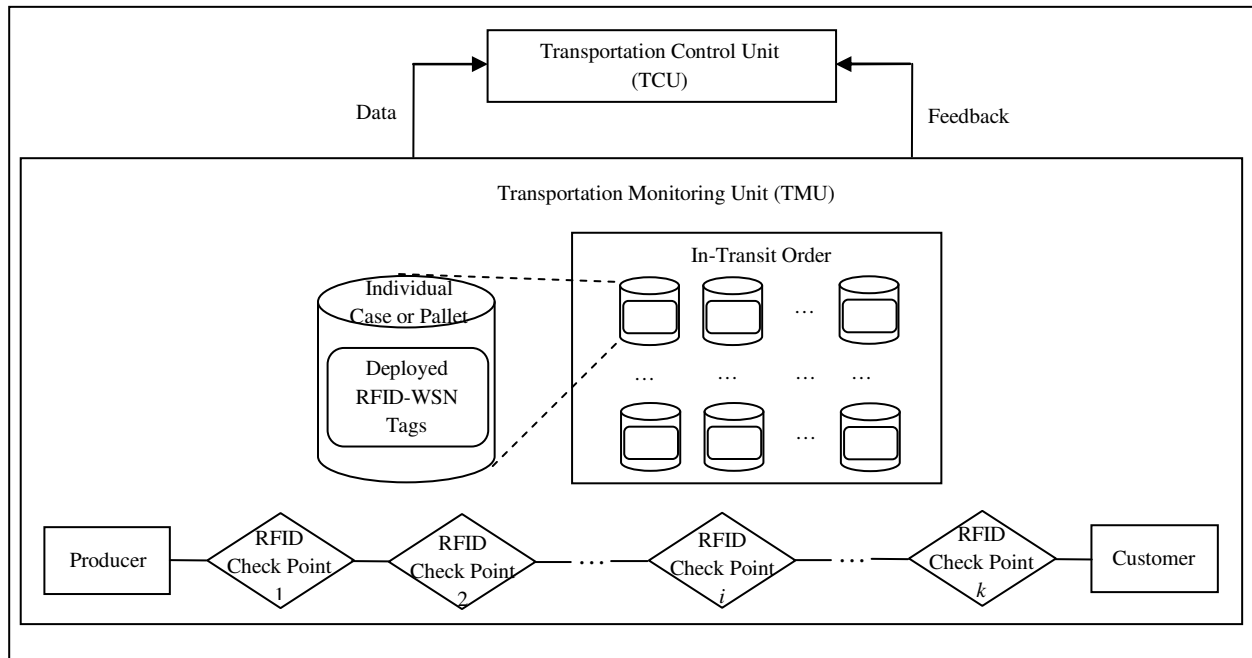 Transportation Control Unit
(TCU)
Data
Feedback
Transportation Monitoring Unit (TMU)
In-Transit Order
Individual
Case or Pallet
Deployed
RFID-WSN
Tags
…
… … … …
…
Producer
RFID
Check Point
1
RFID
Check Point
2
…
RFID
Check Point
i
…
RFID
Check Point
k
Customer